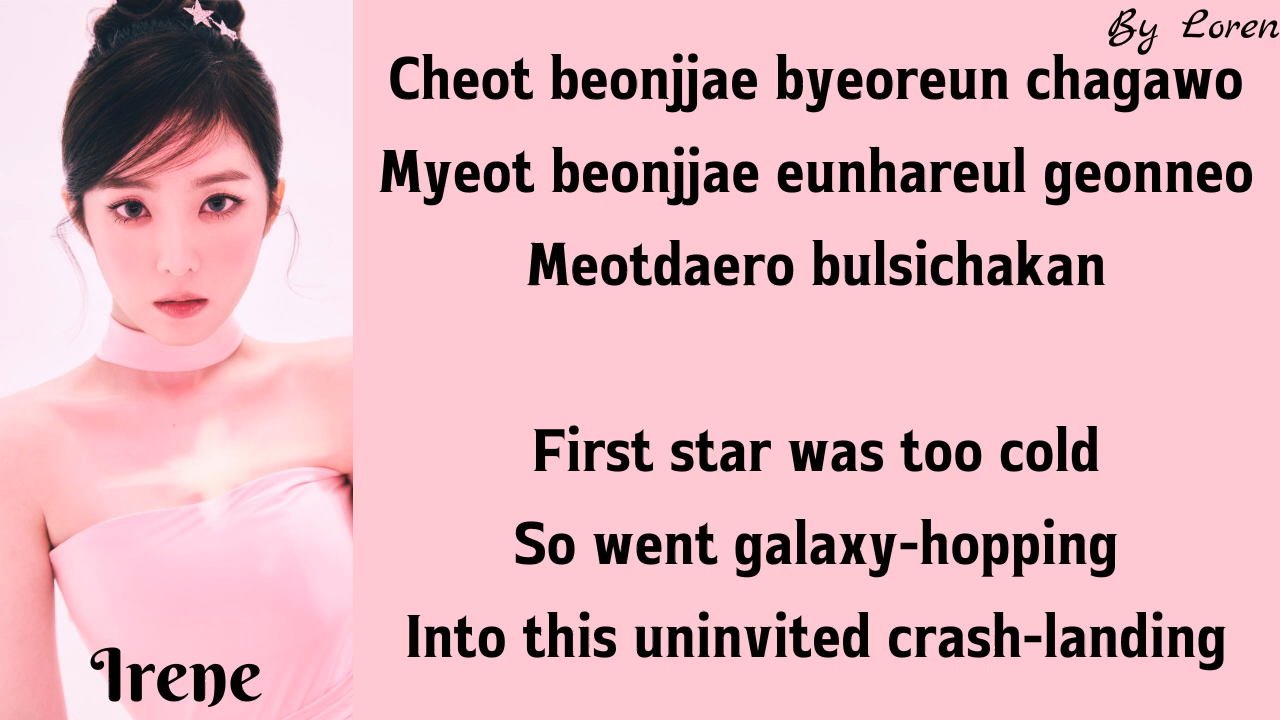 By Loren
Cheot beonjjae byeoreun chagawo
Myeot beonjjae eunhareul geonneo
Meotdaero bulsichakan
First star was too cold
So went galaxy-hopping
Into this uninvited crash-landing
Irene